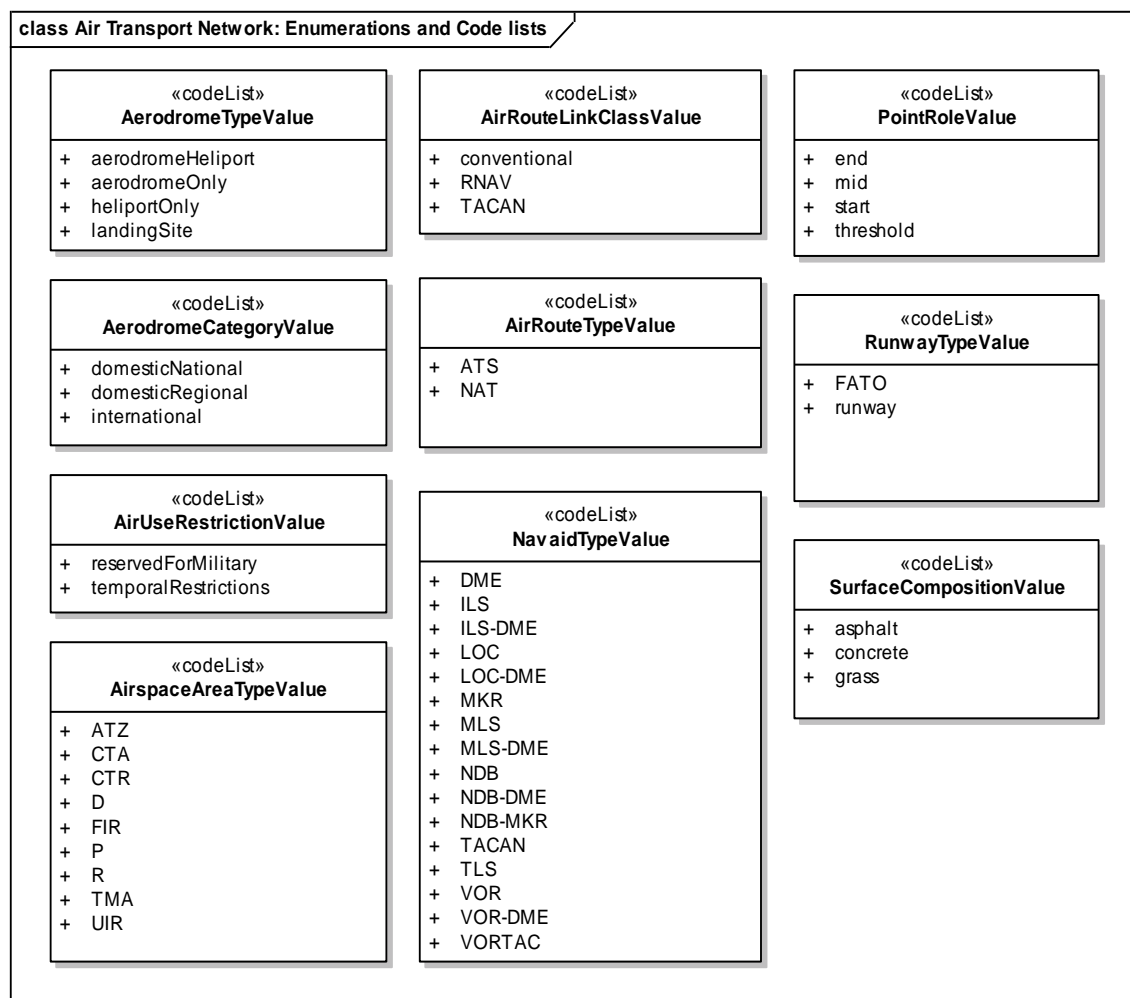 class Air Transport Network: Enumerations and Code lists
«codeList»
AerodromeTypeValue
+ aerodromeHeliport
+ aerodromeOnly
+ heliportOnly
+ landingSite
«codeList»
AerodromeCategoryValue
+ domesticNational
+ domesticRegional
+ international
«codeList»
AirUseRestrictionValue
+ reservedForMilitary
+ temporalRestrictions
«codeList»
AirspaceAreaTypeValue
+ ATZ
+ CTA
+ CTR
+ D
+ FIR
+ P
+ R
+ TMA
+ UIR
«codeList»
AirRouteLinkClassValue
+ conventional
+ RNAV
+ TACAN
«codeList»
AirRouteTypeValue
+ ATS
+ NAT
«codeList»
NavaidTypeValue
+ DME
+ ILS
+ ILS-DME
+ LOC
+ LOC-DME
+ MKR
+ MLS
+ MLS-DME
+ NDB
+ NDB-DME
+ NDB-MKR
+ TACAN
+ TLS
+ VOR
+ VOR-DME
+ VORTAC
«codeList»
PointRoleValue
+ end
+ mid
+ start
+ threshold
«codeList»
RunwayTypeValue
+ FATO
+ runway
«codeList»
SurfaceCompositionValue
+ asphalt
+ concrete
+ grass